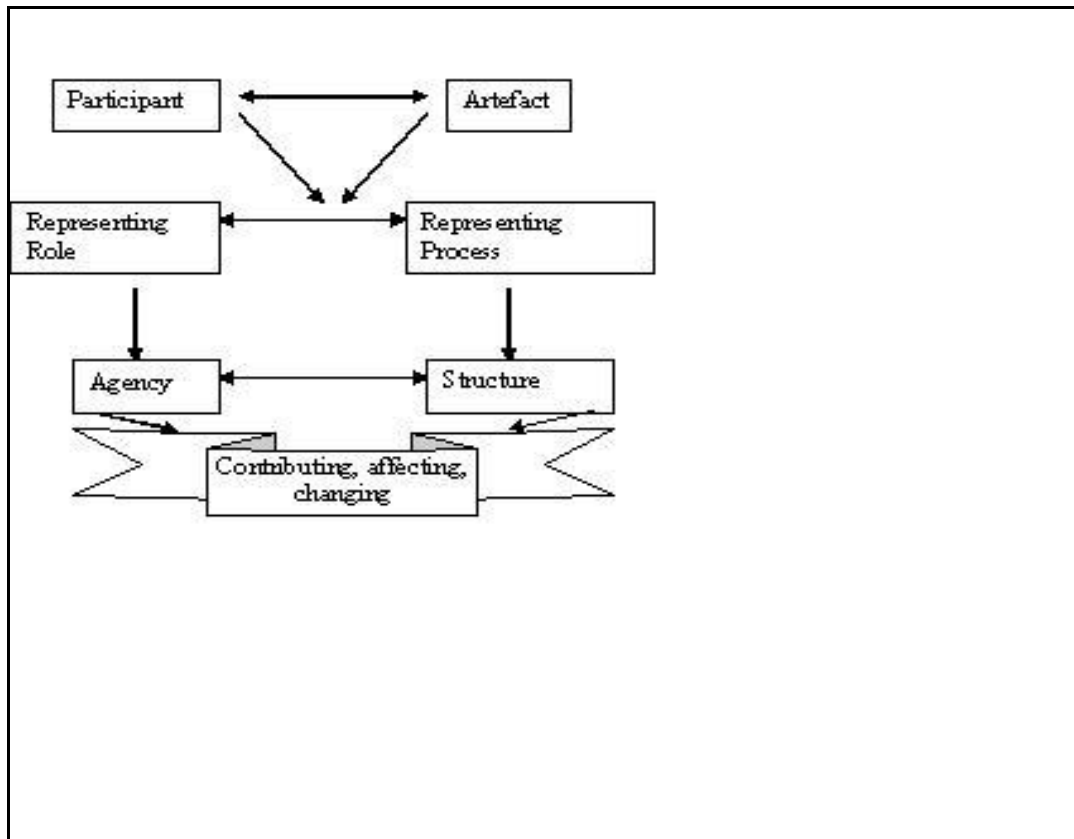 Participant
Artefact
Representing
Role
Representing
Process
Agency
Structure
Contributing, affecting,
changing